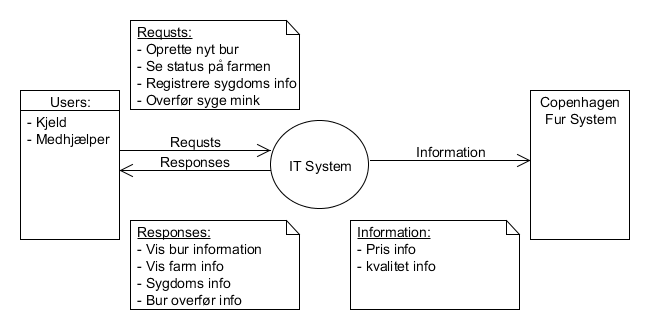 Requsts:
- Oprette nyt bur
- Se status på farmen
- Registrere sygdoms info
- Overfør syge mink
Users:
- Kjeld
- Medhjælper
Requsts
Responses
IT System
Information
Copenhagen
Fur System
Responses:
- Vis bur information
- Vis farm info
- Sygdoms info
- Bur overfør info
Information:
- Pris info
- kvalitet info